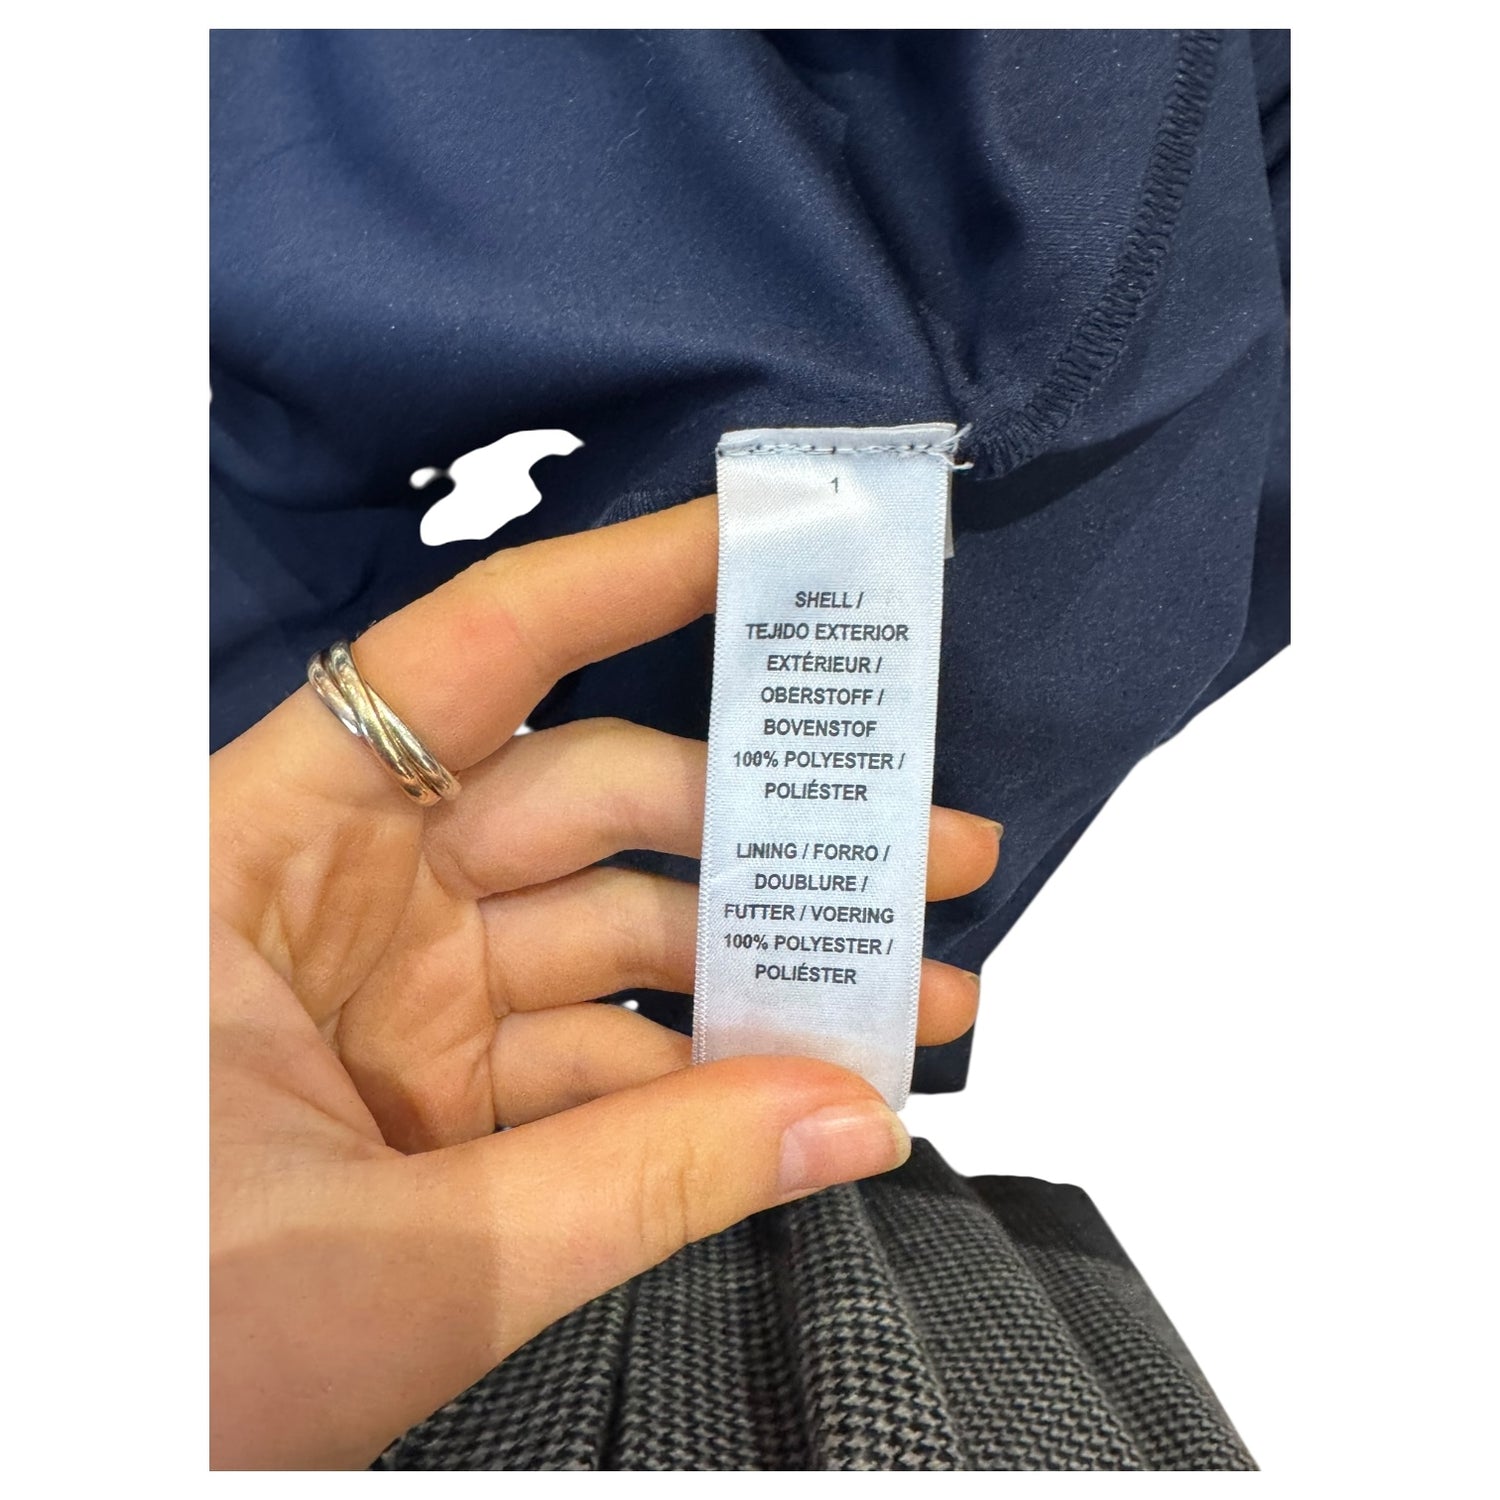 1
SHELL /
TEJIDO EXTERIOR
EXTÉRIEUR /
OBERSTOFF /
BOVENSTOF
100% POLYESTER /
POLIÉSTER
LINING / FORRO /
DOUBLURE /
FUTTER / VOERING
100% POLYESTER /
POLIÉSTER